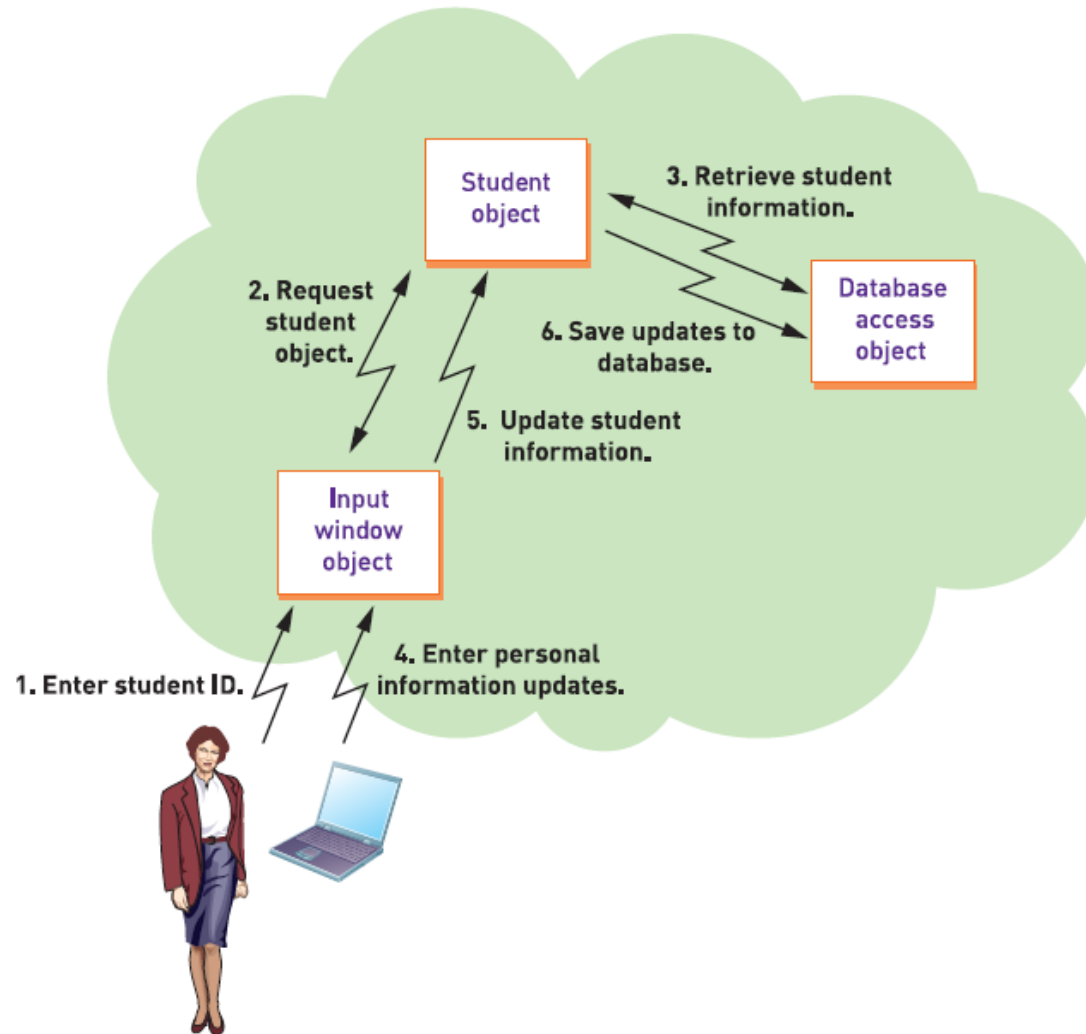 Student
object
3. Retrieve student
information.
2. Request
student
object.
Database
access
object
6. Save updates to
database.
5. Update student
information.
Input
window
object
1. Enter student ID.
4. Enter personal
information updates.